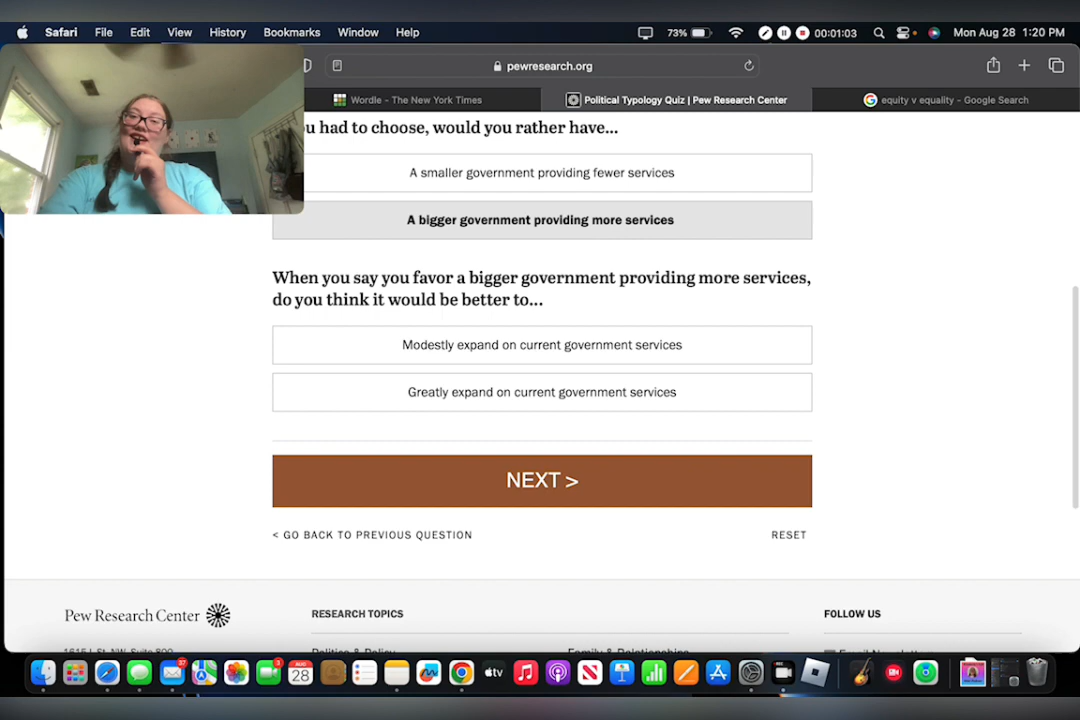 Safari File Edit View History Bookmarks Window Help 73% 00:01:03 Mon Aug 28 1:20 PM
pewresearch.org
Wordle - The New York Times Political Typology Quiz | Pew Research Center equity v equality - Google Search
u had to choose, would you rather have...
A smaller government providing fewer services
A bigger government providing more services
When you say you favor a bigger government providing more services,
do you think it would be better to...
Modestly expand on current government services
Greatly expand on current government services
NEXT >
< GO BACK TO PREVIOUS QUESTION RESET
Pew Research Center RESEARCH TOPICS FOLLOW US
37
3
AUG
28
tv